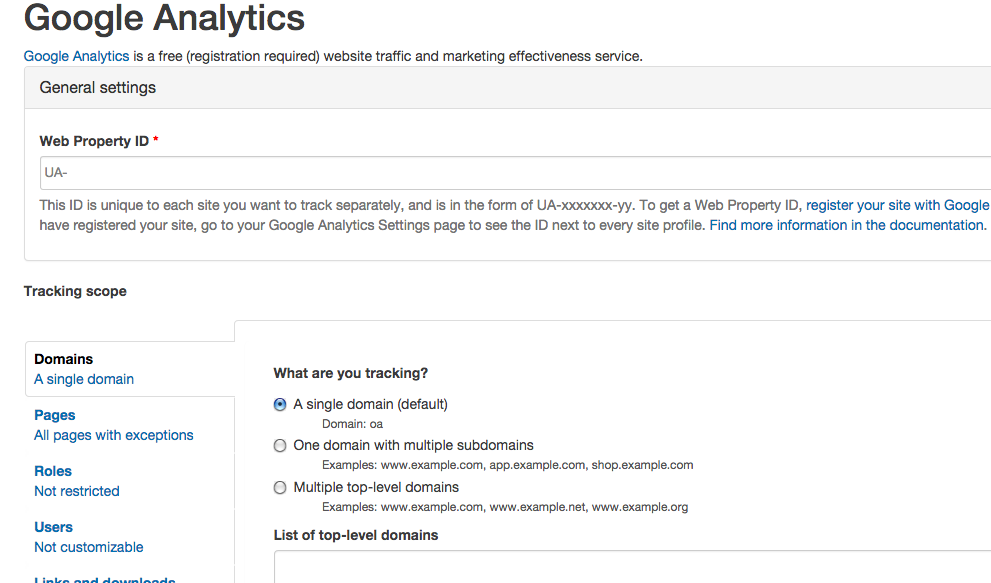 Google Analytics
Google Analytics is a free (registration required) website traffic and marketing effectiveness service.
General settings
Web Property ID *
UA-
This ID is unique to each site you want to track separately, and is in the form of UA-xxxxxxx-yy. To get a Web Property ID, register your site with Google
have registered your site, go to your Google Analytics Settings page to see the ID next to every site profile. Find more information in the documentation.
Tracking scope
Domains
A single domain
Pages
All pages with exceptions
Roles
Not restricted
Users
Not customizable
Links and downloads
What are you tracking?
A single domain (default)
Domain: oa
One domain with multiple subdomains
Examples: www.example.com, app.example.com, shop.example.com
Multiple top-level domains
Examples: www.example.com, www.example.net, www.example.org
List of top-level domains